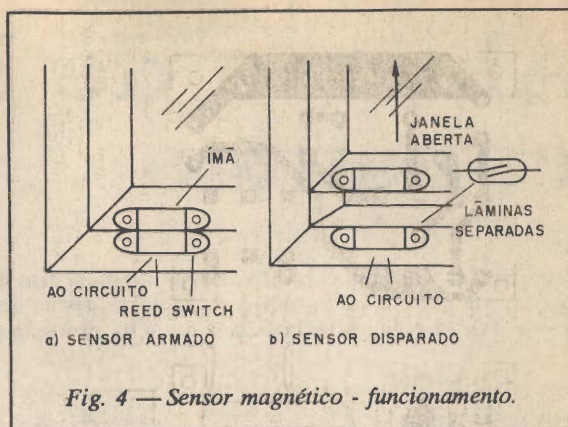 ÍMÃ
AO CIRCUITO
REED SWITCH
a) SENSOR ARMADO
JANELA
ABERTA
LÂMINAS
SEPARADAS
AO CIRCUITO
b) SENSOR DISPARADO
Fig. 4 — Sensor magnético - funcionamento.